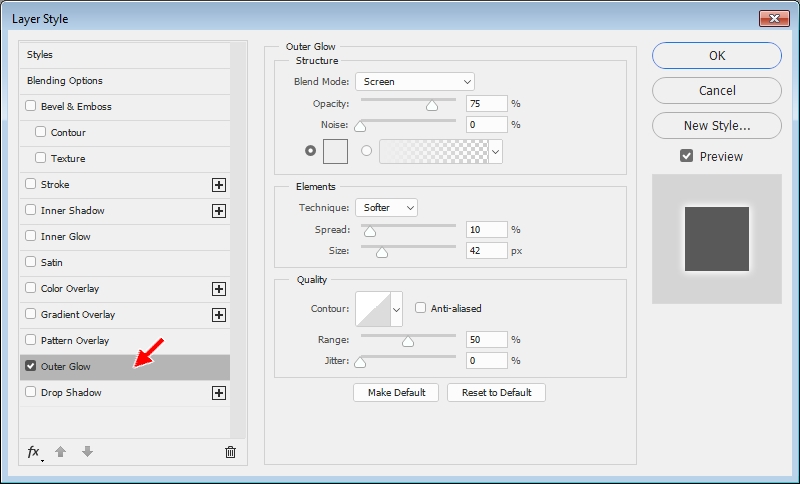 Layer Style
Styles
Blending Options
Bevel & Emboss
Contour
Texture
Stroke
Inner Shadow
Inner Glow
Satin
Color Overlay
Gradient Overlay
Pattern Overlay
Outer Glow
Drop Shadow
fx
Outer Glow
Structure
Blend Mode: Screen
Opacity: 75 %
Noise: 0 %
Elements
Technique: Softer
Spread: 10 %
Size: 42 px
Quality
Contour: Anti-aliased
Range: 50 %
Jitter: 0 %
Make Default Reset to Default
OK
Cancel
New Style...
Preview